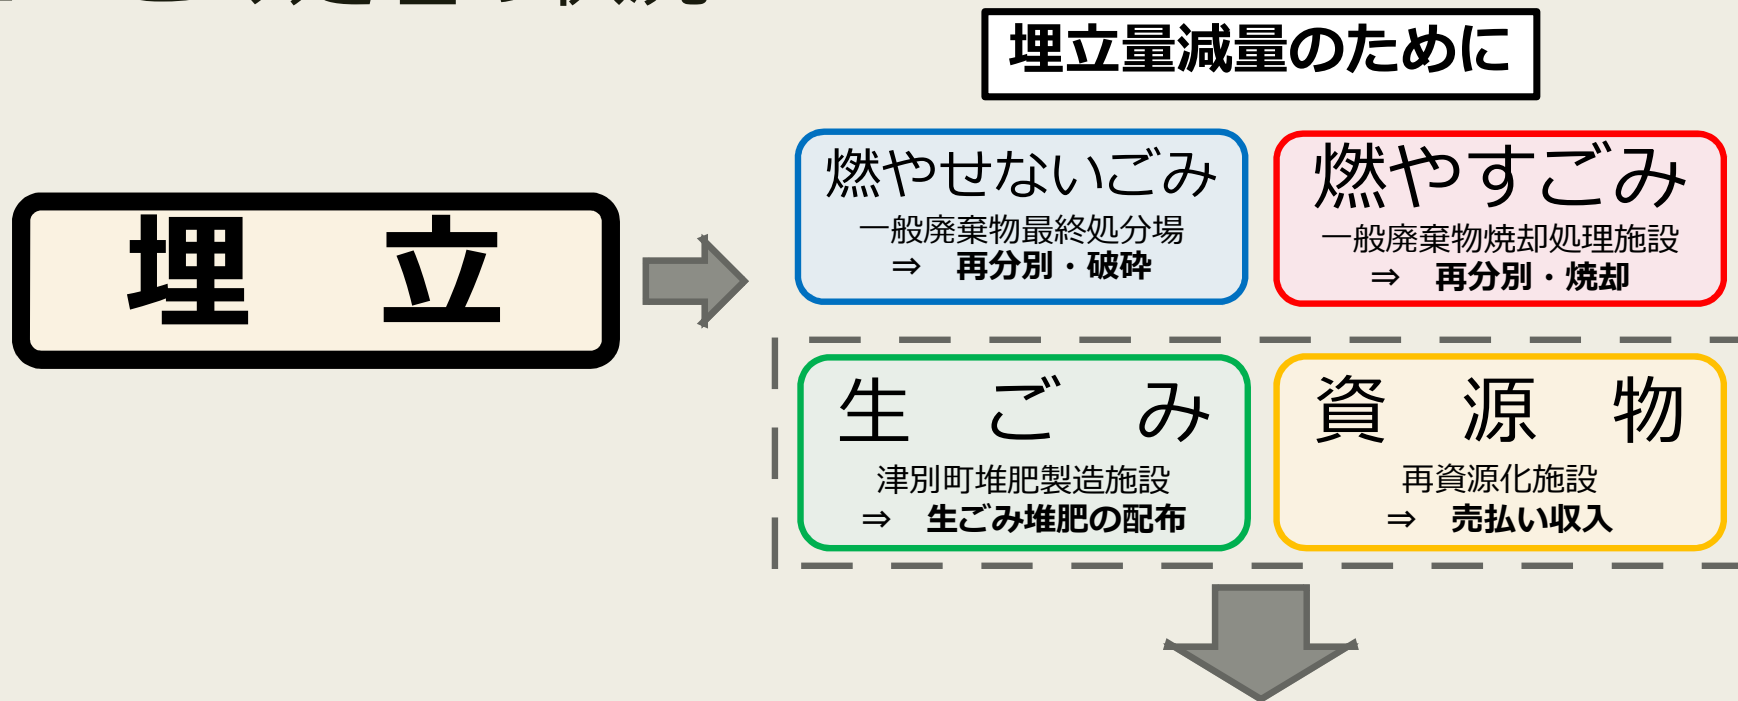 埋立量減量のために
埋　立
燃やせないごみ
一般廃棄物最終処分場
⇒　再分別・破砕
燃やすごみ
一般廃棄物焼却処理施設
⇒　再分別・焼却
生　ご　み
津別町堆肥製造施設
⇒　生ごみ堆肥の配布
資　源　物
再資源化施設
⇒　売払い収入